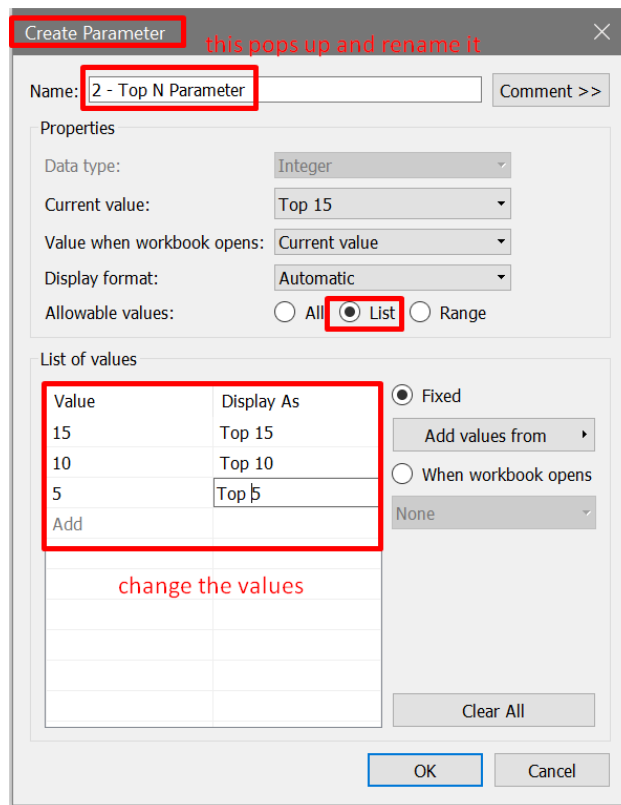 Create Parameter
this pops up and rename it
Name: 2 - Top N Parameter Comment >>
Properties
Data type: Integer
Current value: Top 15
Value when workbook opens: Current value
Display format: Automatic
Allowable values: All List Range
List of values
Value Display As
15 Top 15
10 Top 10
5 Top 5
Add
Fixed
Add values from
When workbook opens
None
change the values
Clear All
OK Cancel